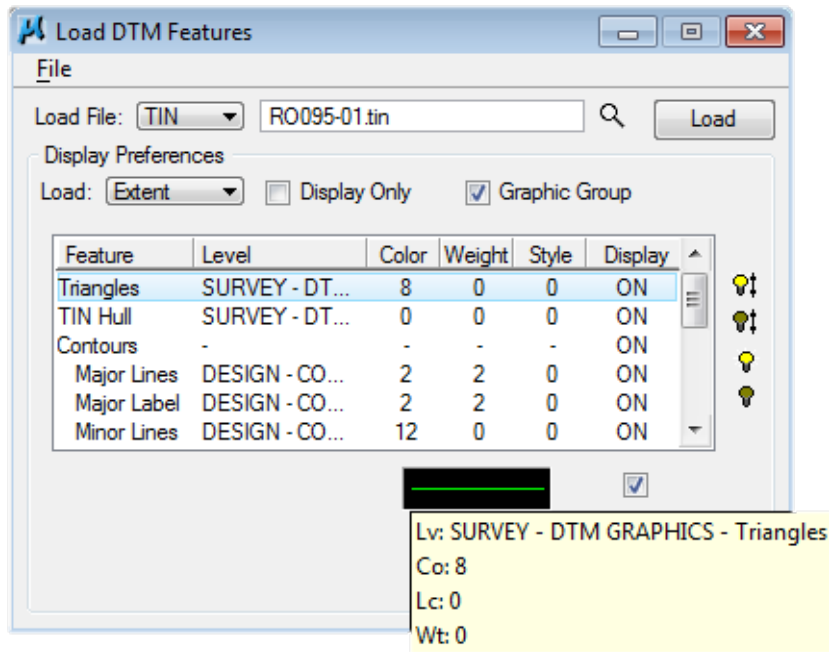 Load DTM Features
File
Load File: TIN RO095-01.tin Load
Display Preferences
Load: Extent Display Only Graphic Group
Feature Level Color Weight Style Display
Triangles SURVEY - DT... 8 0 0 ON
TIN Hull SURVEY - DT... 0 0 0 ON
Contours - - - - ON
Major Lines DESIGN - CO... 2 2 0 ON
Major Label DESIGN - CO... 2 2 0 ON
Minor Lines DESIGN - CO... 12 0 0 ON
Lv: SURVEY - DTM GRAPHICS - Triangles
Co: 8
Lc: 0
Wt: 0